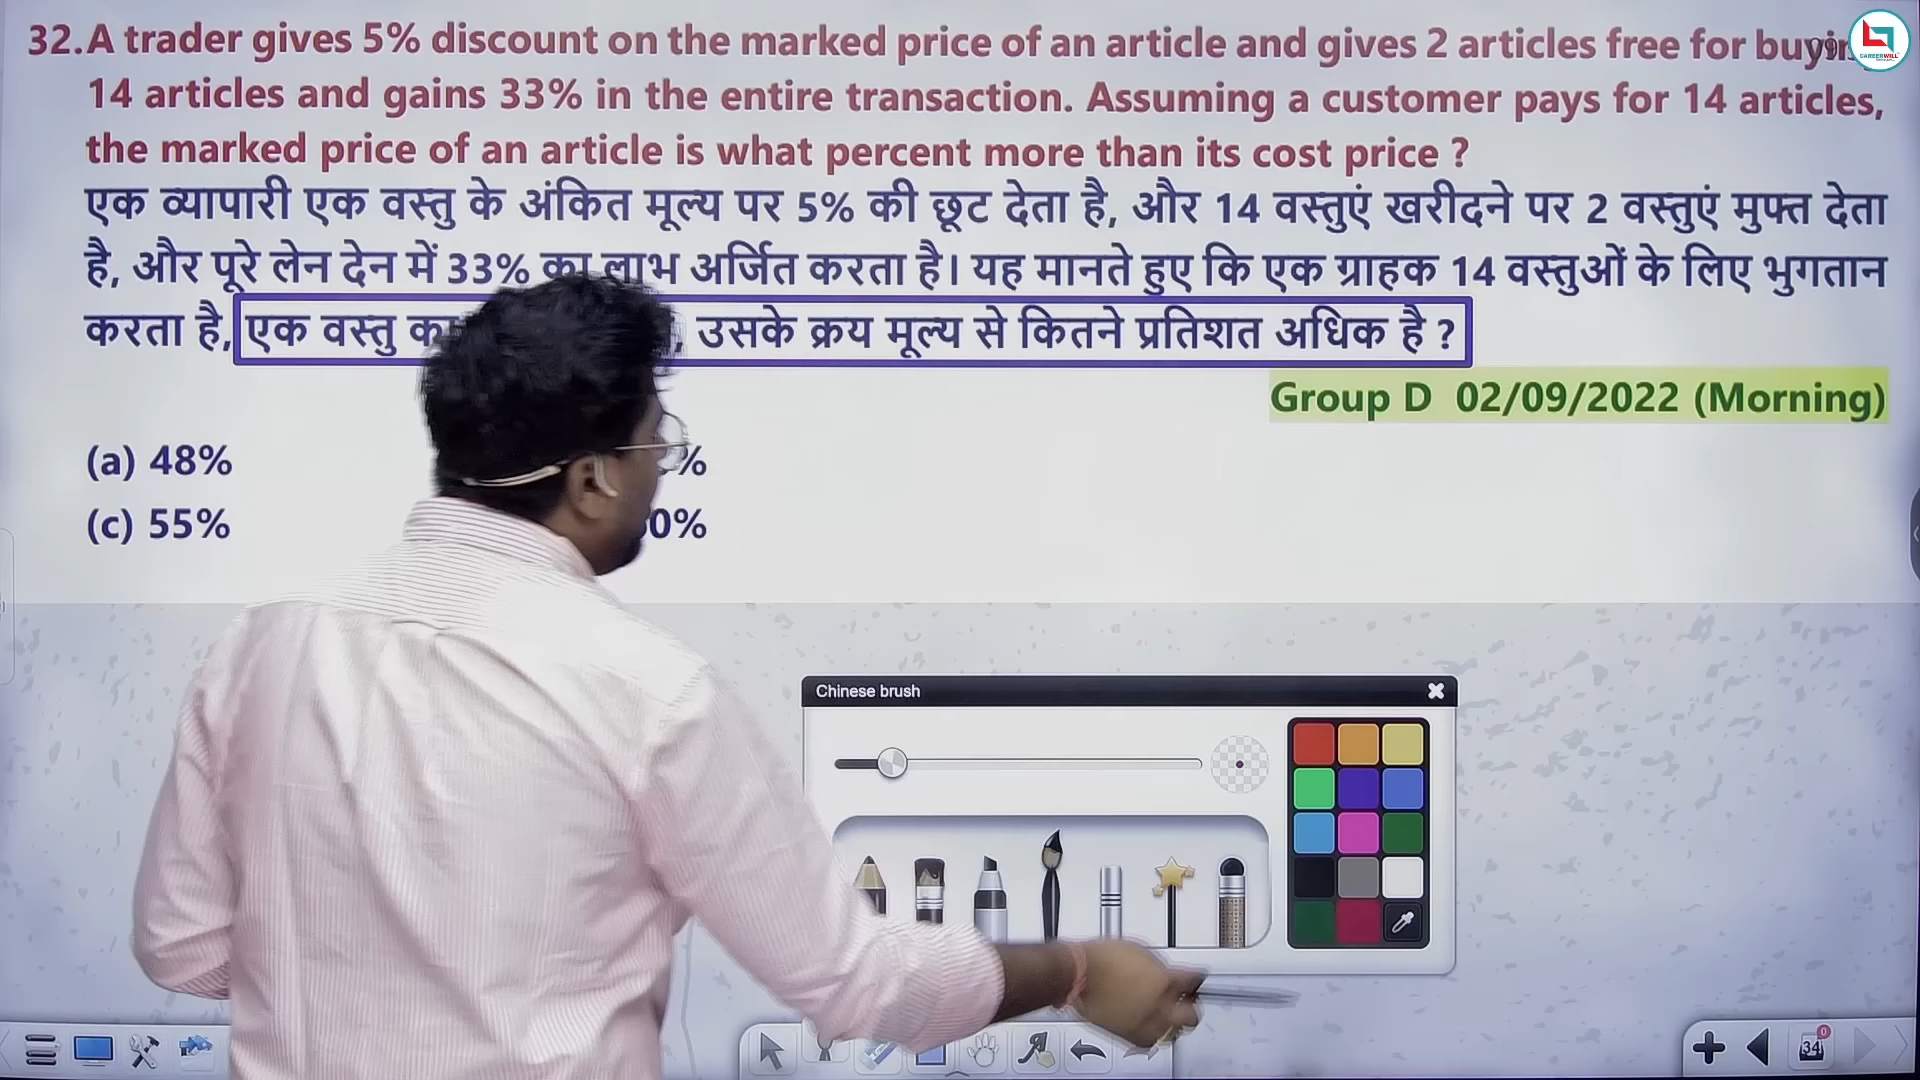 32. A trader gives 5% discount on the marked price of an article and gives 2 articles free for
14 articles and gains 33% in the entire transaction. Assuming a customer pays for 14 articles,
the marked price of an article is what percent more than its cost price ?
एक व्यापारी एक वस्तु के अंकित मूल्य पर 5% की छूट देता है, और 14 वस्तुएं खरीदने पर 2 वस्तुएं मुफ्त देता
है, और पूरे लेन देन में 33% का लाभ अर्जित करता है। यह मानते हुए कि एक ग्राहक 14 वस्तुओं के लिए भुगतान
करता है, एक वस्तु उसके क्रय मूल्य से कितने प्रतिशत अधिक है ?
Group D 02/09/2022 (Morning)
(a) 48%
(c) 55%
Chinese brush
34
0
CAREERWILL